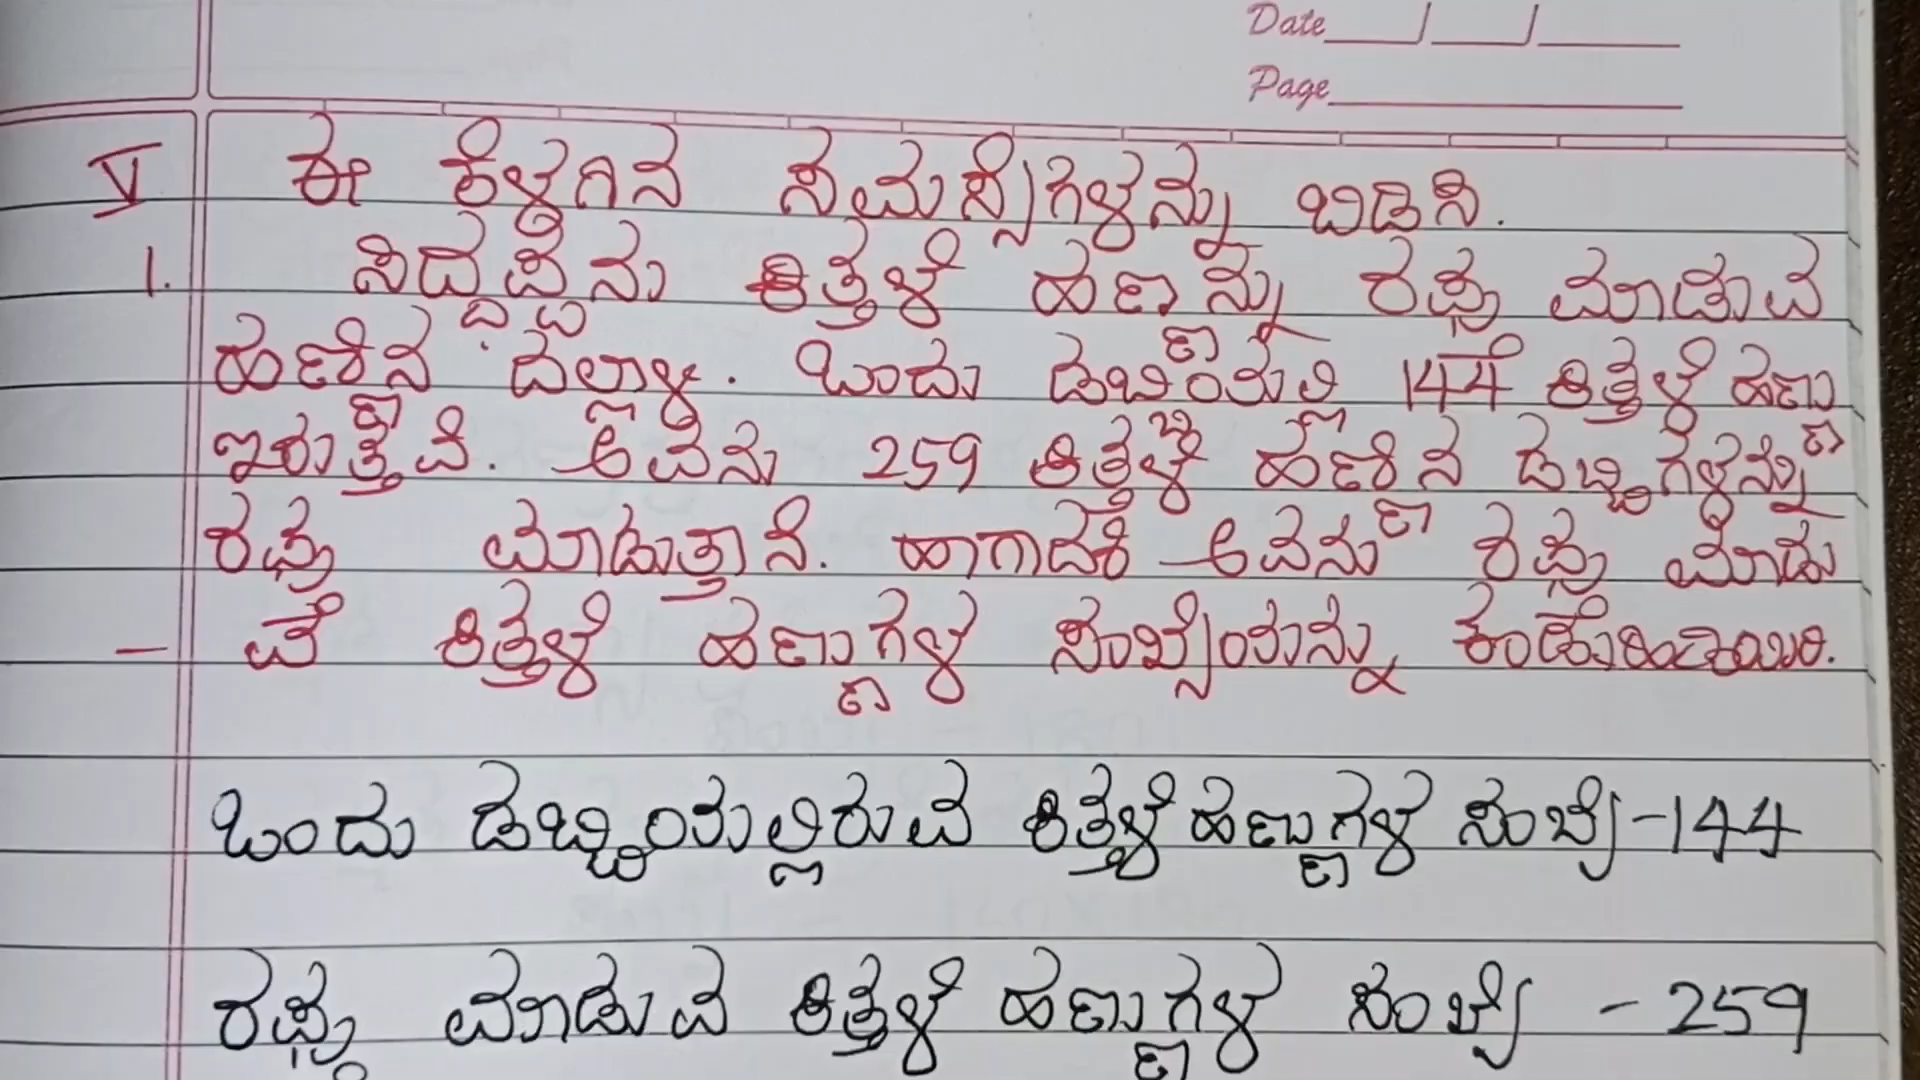 Date
Page
V ಈ ಕೆಳಗಿನ ಸಮಸ್ಯೆಗಳನ್ನು ಬಿಡಿಸಿ.
1. ಸಿದ್ದಪ್ಪನು ಕಿತ್ತಳೆ ಹಣ್ಣನ್ನು ರಫ್ತು ಮಾಡುವ
ಹಣ್ಣಿನ ದಲ್ಲಾಳಿ. ಒಂದು ಡಬ್ಬಿಯಲ್ಲಿ 144 ಕಿತ್ತಳೆ ಹಣ್ಣು
ಇರುತ್ತವೆ. ಅವನು 259 ಕಿತ್ತಳೆ ಹಣ್ಣಿನ ಡಬ್ಬಿಗಳನ್ನು
ರಫ್ತು ಮಾಡುತ್ತಾನೆ. ಹಾಗಾದರೆ ಅವನು ರಫ್ತು ಮಾಡು
- ವ ಕಿತ್ತಳೆ ಹಣ್ಣುಗಳ ಸಂಖ್ಯೆಯನ್ನು ಕಂಡುಹಿಡಿಯಿರಿ.
ಒಂದು ಡಬ್ಬಿಯಲ್ಲಿರುವ ಕಿತ್ತಳೆ ಹಣ್ಣುಗಳ ಸಂಖ್ಯೆ - 144
ರಫ್ತು ಮಾಡುವ ಕಿತ್ತಳೆ ಹಣ್ಣುಗಳ ಸಂಖ್ಯೆ - 259